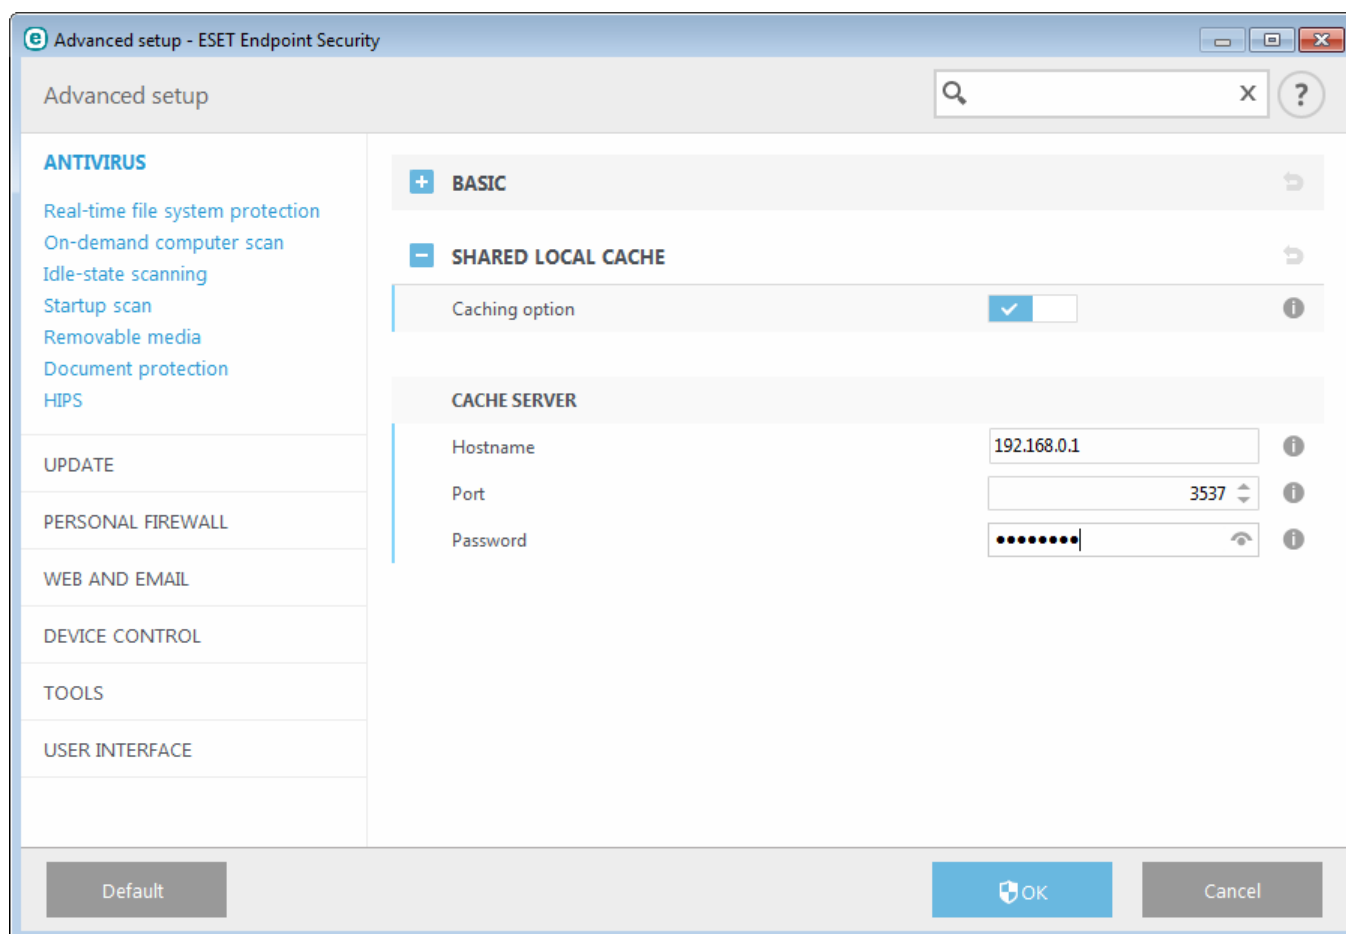 Advanced setup - ESET Endpoint Security
Advanced setup
ANTIVIRUS
Real-time file system protection
On-demand computer scan
Idle-state scanning
Startup scan
Removable media
Document protection
HIPS
UPDATE
PERSONAL FIREWALL
WEB AND EMAIL
DEVICE CONTROL
TOOLS
USER INTERFACE
BASIC
SHARED LOCAL CACHE
Caching option
CACHE SERVER
Hostname 192.168.0.1
Port 3537
Password ••••••••
Default
OK
Cancel